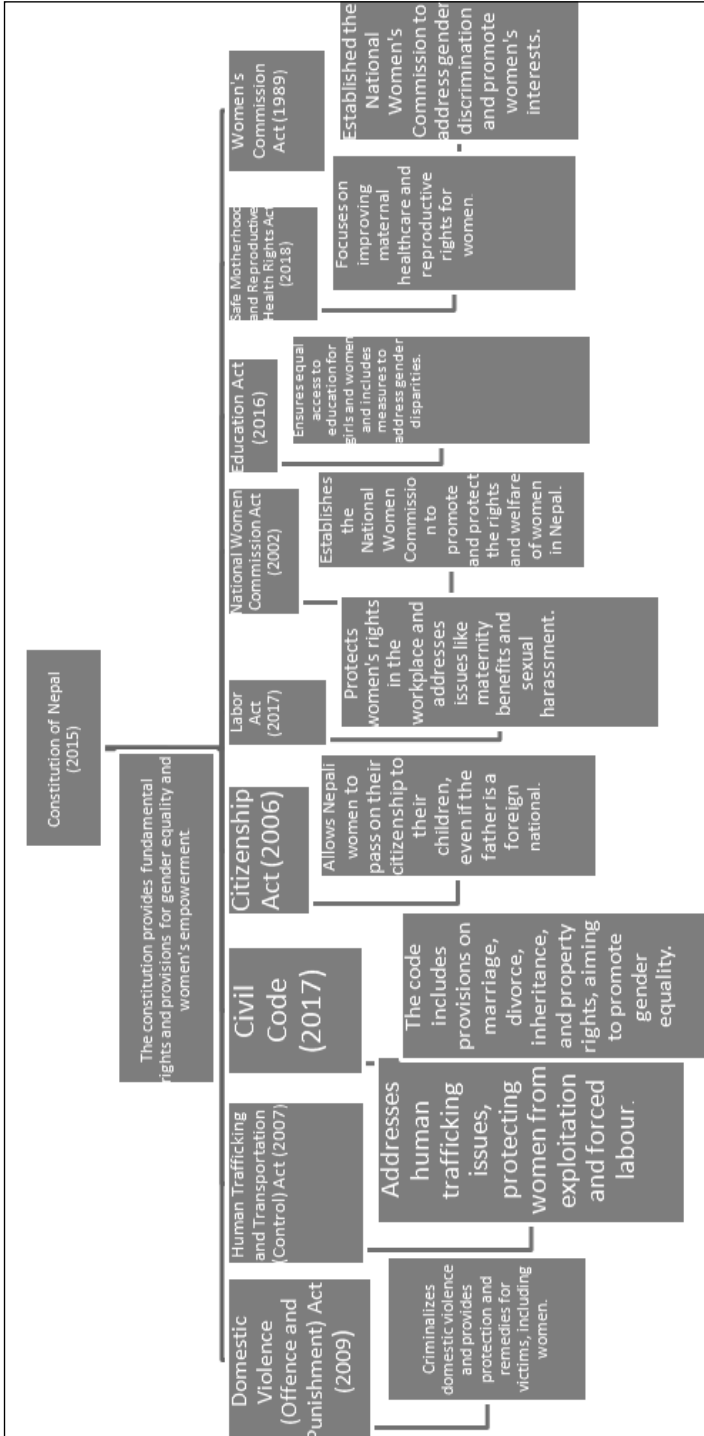 Constitution of Nepal
(2015)
The constitution provides fundamental
rights and provisions for gender equality and
women's empowerment.
Domestic
Violence
(Offence and
Punishment) Act
(2009)
Criminalizes
domestic violence
and provides
protection and
remedies for
victims, including
women.
Human Trafficking
and Transportation
(Control) Act (2007)
Addresses
human
trafficking
issues,
protecting
women from
exploitation
and forced
labour.
Civil
Code
(2017)
The code
includes
provisions on
marriage,
divorce,
inheritance,
and property
rights, aiming
to promote
gender
equality.
Citizenship
Act (2006)
Allows Nepali
women to
pass on their
citizenship to
their
children,
even if the
father is a
foreign
national.
Labor
Act
(2017)
Protects
women's rights
in the
workplace and
addresses
issues like
maternity
benefits and
sexual
harassment.
National Women
Commission Act
(2002)
Establishes
the
National
Women
Commissio
n to
promote
and protect
the rights
and welfare
of women
in Nepal.
Education Act
(2016)
Ensures equal
access to
education for
girls and women
and includes
measures to
address gender
disparities.
Safe Motherhood
and Reproductive
Health Rights Act
(2018)
Focuses on
improving
maternal
healthcare and
reproductive
rights for
women.
Women's
Commission
Act (1989)
Established the
National
Women's
Commission to
address gender
discrimination
and promote
women's
interests.